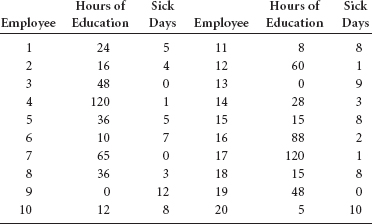 Hours of Sick Hours of Sick
Employee Education Days Employee Education Days
1 24 5 11 8 8
2 16 4 12 60 1
3 48 0 13 0 9
4 120 1 14 28 3
5 36 5 15 15 8
6 10 7 16 88 2
7 65 0 17 120 1
8 36 3 18 15 8
9 0 12 19 48 0
10 12 8 20 5 10